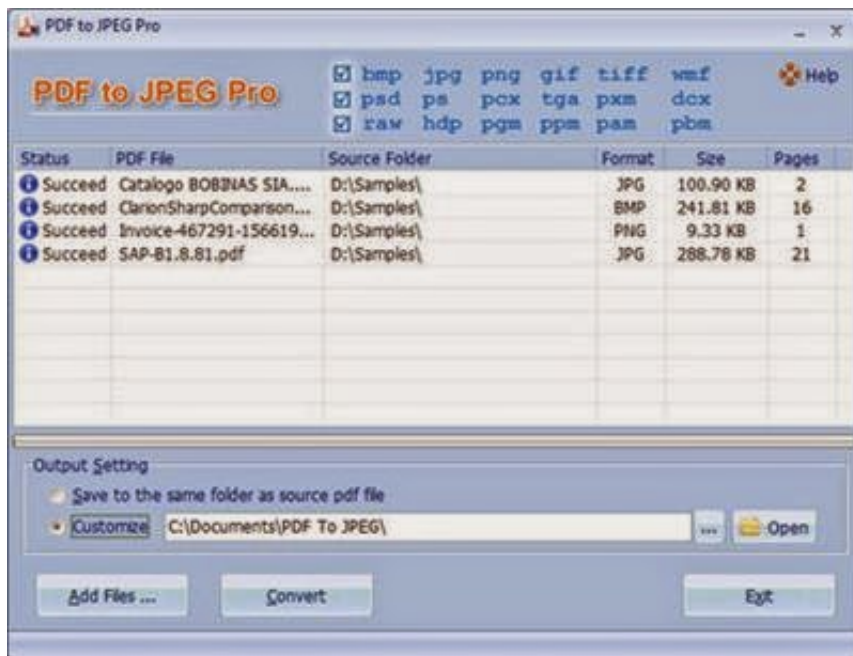 PDF to JPEG Pro
PDF to JPEG Pro
bmp jpg png gif tiff wmf
psd ps pcx tga pxm dcx
raw hdp pgm ppm pam pbm
Help
Status PDF File Source Folder Format Size Pages
Succeed Catalogo BOBINAS SIA.... D:\Samples\ JPG 100.90 KB 2
Succeed ClarionSharpComparison... D:\Samples\ BMP 241.81 KB 16
Succeed Invoice-467291-156619... D:\Samples\ PNG 9.33 KB 1
Succeed SAP-B1.8.81.pdf D:\Samples\ JPG 288.78 KB 21
Output Setting
Save to the same folder as source pdf file
Customize C:\Documents\PDF To JPEG\ ... Open
Add Files ... Convert Exit